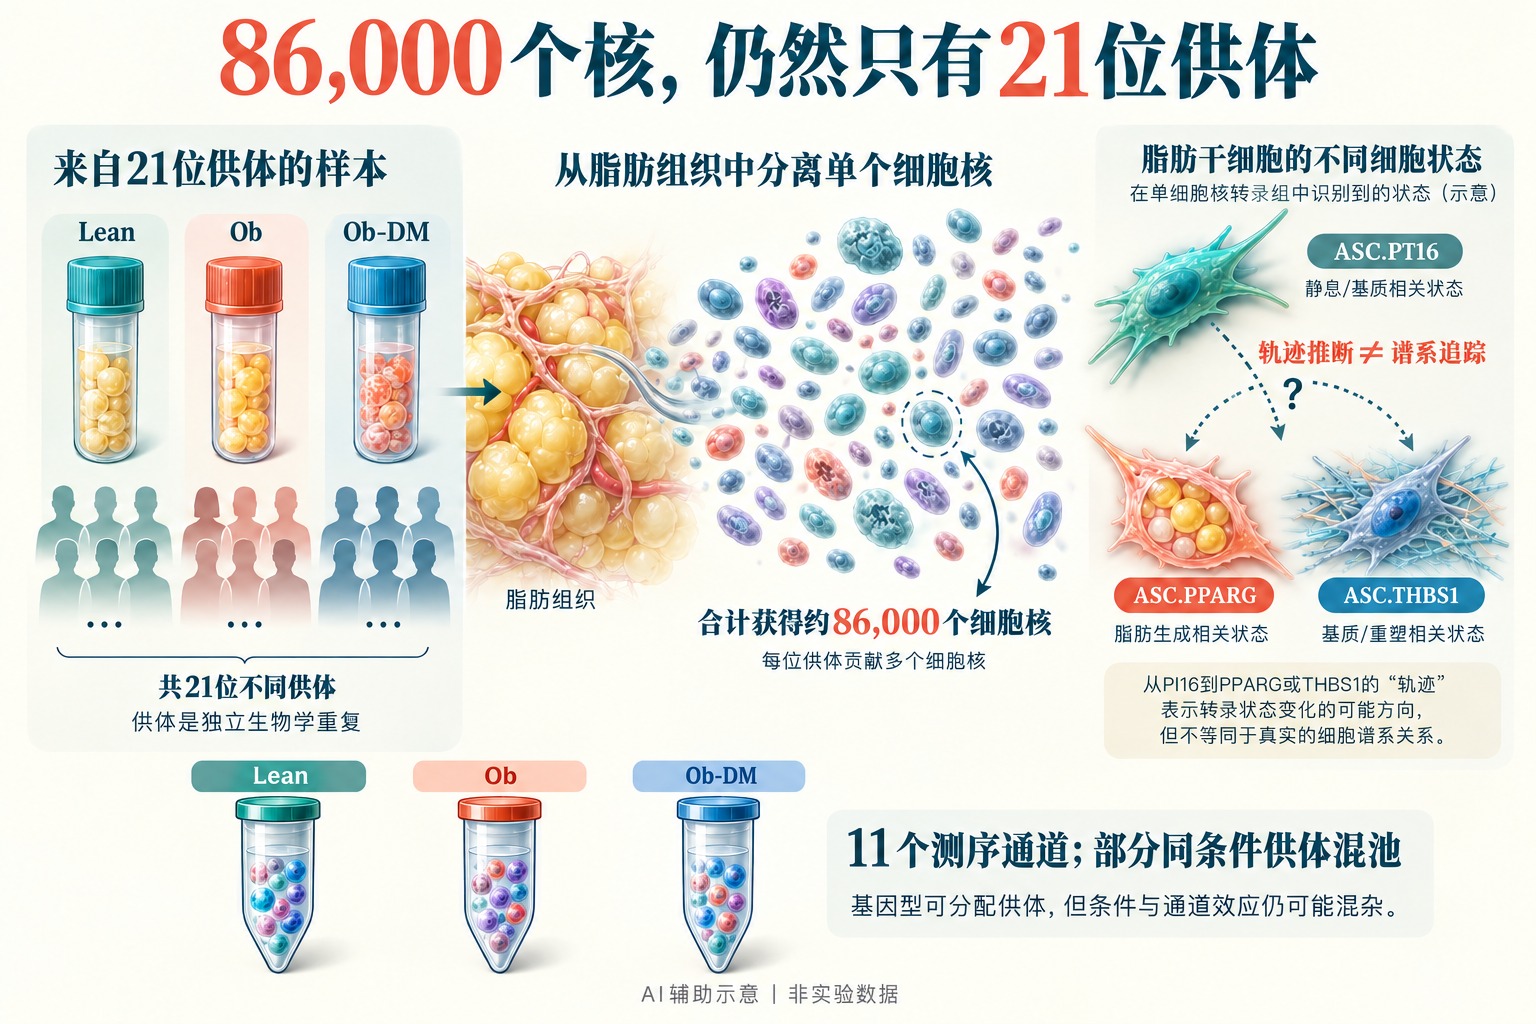 86,000个核, 仍然只有21位供体
来自21位供体的样本
Lean
Ob
Ob-DM
...
...
...
共21位不同供体
供体是独立生物学重复
从脂肪组织中分离单个细胞核
脂肪组织
合计获得约86,000个细胞核
每位供体贡献多个细胞核
脂肪干细胞的不同细胞状态
在单细胞核转录组中识别到的状态（示意）
ASC.PT16
静息/基质相关状态
轨迹推断 ≠ 谱系追踪
?
ASC.PPARG
脂肪生成相关状态
ASC.THBS1
基质/重塑相关状态
从PI16到PPARG或THBS1的“轨迹”
表示转录状态变化的可能方向，
但不等同于真实的细胞谱系关系。
Lean
Ob
Ob-DM
11个测序通道; 部分同条件供体混池
基因型可分配供体, 但条件与通道效应仍可能混杂。
AI辅助示意 | 非实验数据